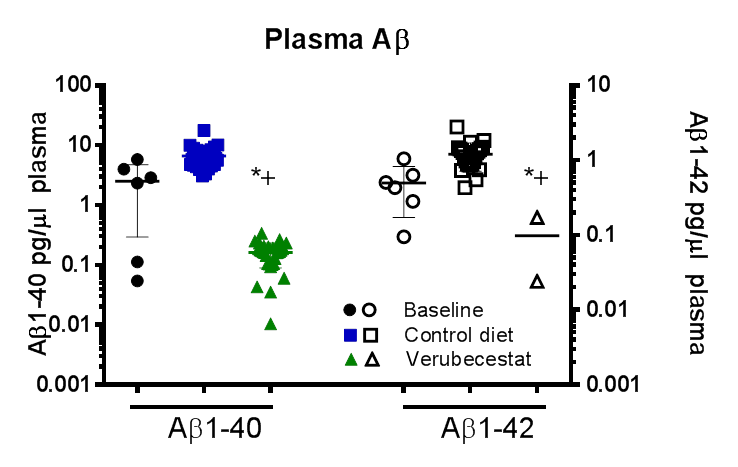 Plasma Aβ
100
10
1
0.1
0.01
0.001
Aβ1-40 pg/μl plasma
10
1
0.1
0.01
0.001
Aβ1-42 pg/μl plasma
*+
*+
Baseline
Control diet
Verubecestat
Aβ1-40
Aβ1-42